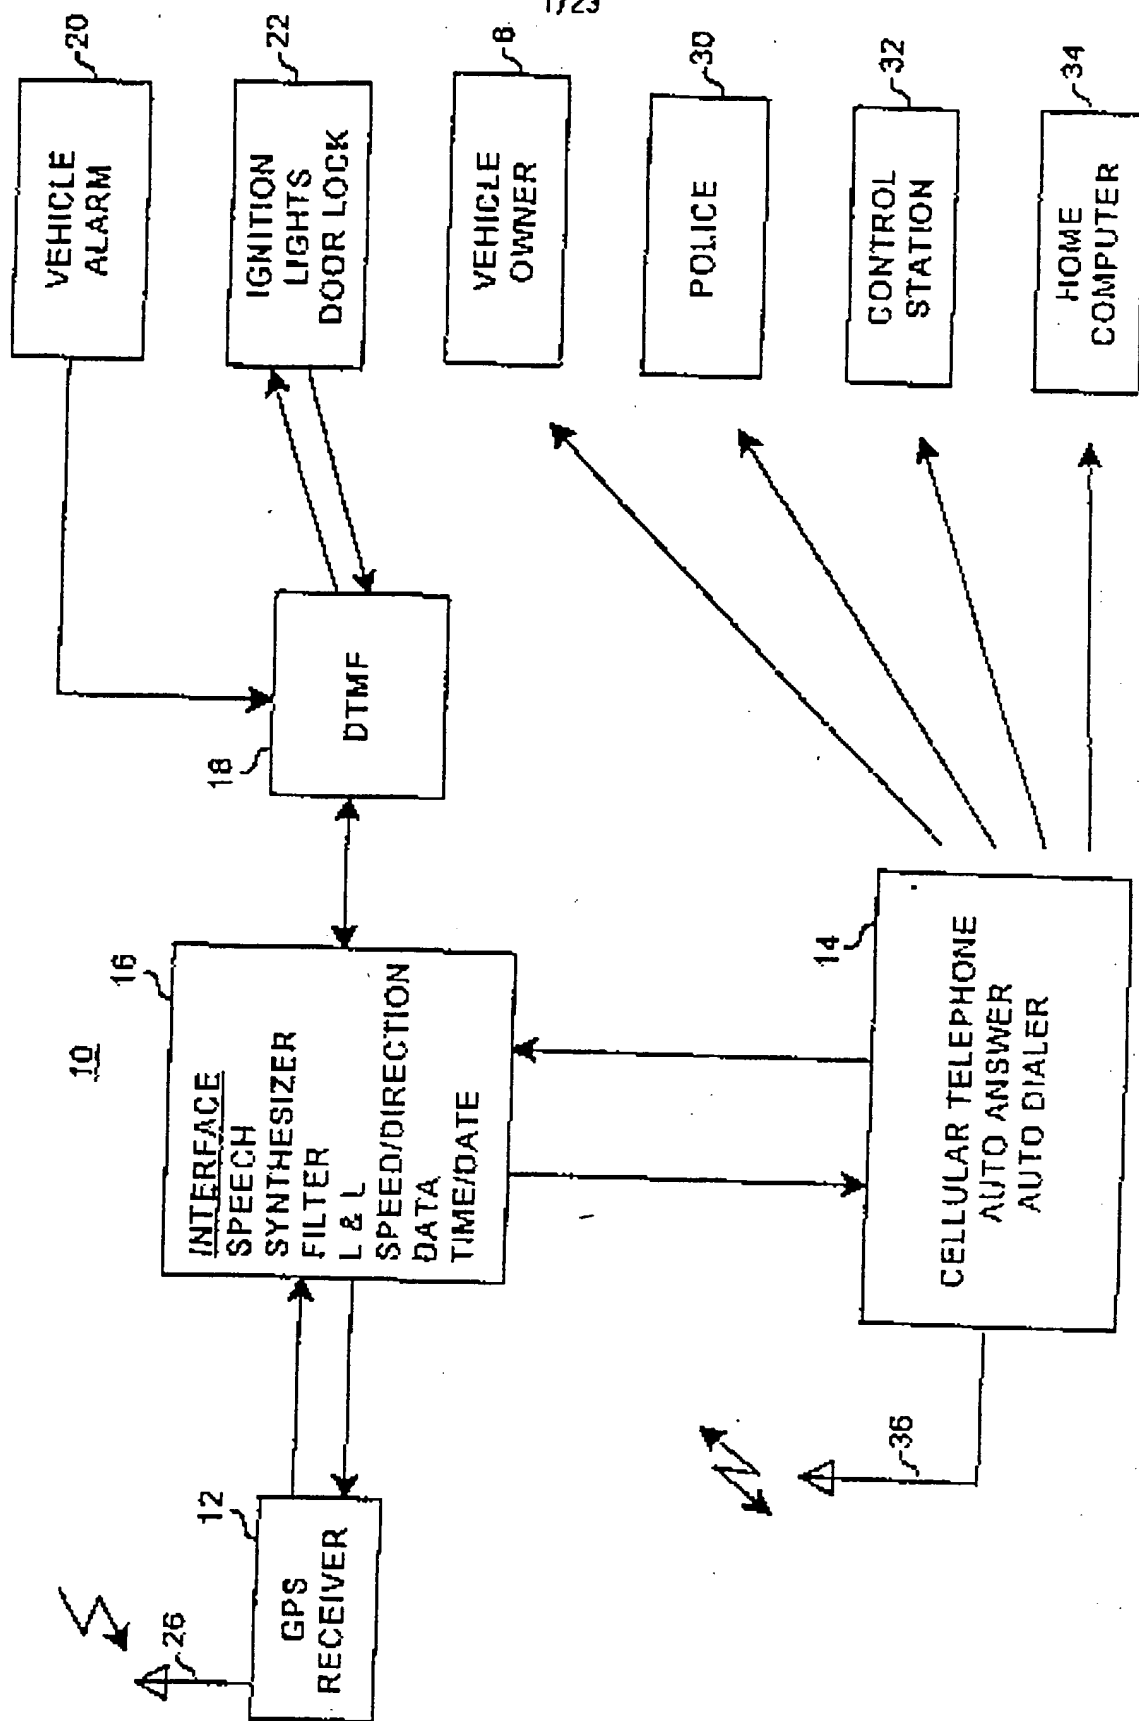 1/23
10
26
12
GPS
RECEIVER
16
INTERFACE
SPEECH
SYNTHESIZER
FILTER
L & L
SPEED/DIRECTION
DATA
TIME/DATE
18
DTMF
20
VEHICLE
ALARM
22
IGNITION
LIGHTS
DOOR LOCK
36
14
CELLULAR TELEPHONE
AUTO ANSWER
AUTO DIALER
VEHICLE
OWNER
30
POLICE
32
CONTROL
STATION
34
HOME
COMPUTER